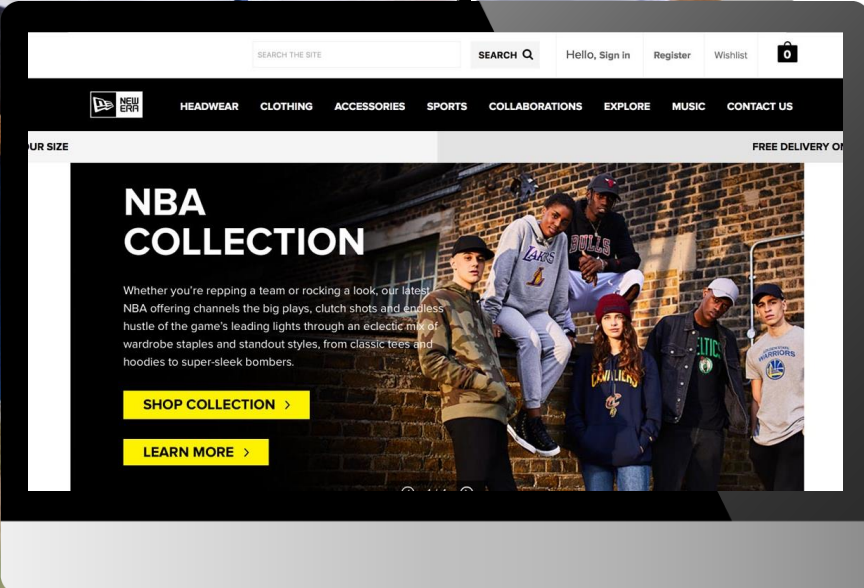 SEARCH THE SITE
SEARCH
Hello, Sign in
Register
Wishlist
0
NEW ERA
HEADWEAR CLOTHING ACCESSORIES SPORTS COLLABORATIONS EXPLORE MUSIC CONTACT US
UR SIZE
FREE DELIVERY ON
NBA
COLLECTION
Whether you're repping a team or rocking a look, our latest
NBA offering channels the big plays, clutch shots and endless
hustle of the game's leading lights through an eclectic mix of
wardrobe staples and standout styles, from classic tees and
hoodies to super-sleek bombers.
SHOP COLLECTION >
LEARN MORE >
LAKERS
BULLS
CAVALIERS
CELTICS
GOLDEN STATE
WARRIORS